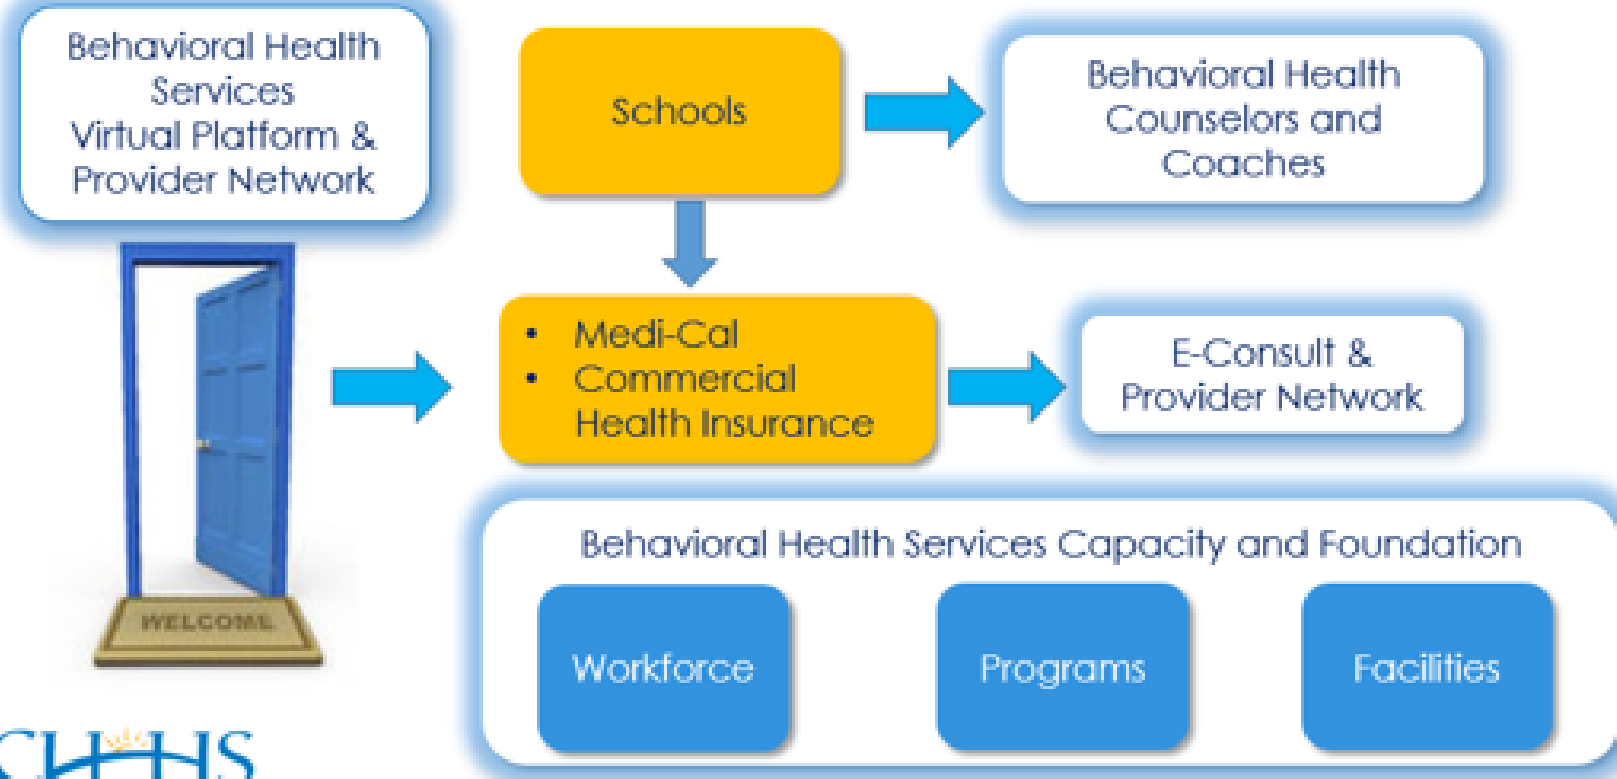 Behavioral Health
Services
Virtual Platform &
Provider Network
Schools
Behavioral Health
Counselors and
Coaches
• Medi-Cal
• Commercial
Health Insurance
E-Consult &
Provider Network
WELCOME
Behavioral Health Services Capacity and Foundation
Workforce
Programs
Facilities
CHHS